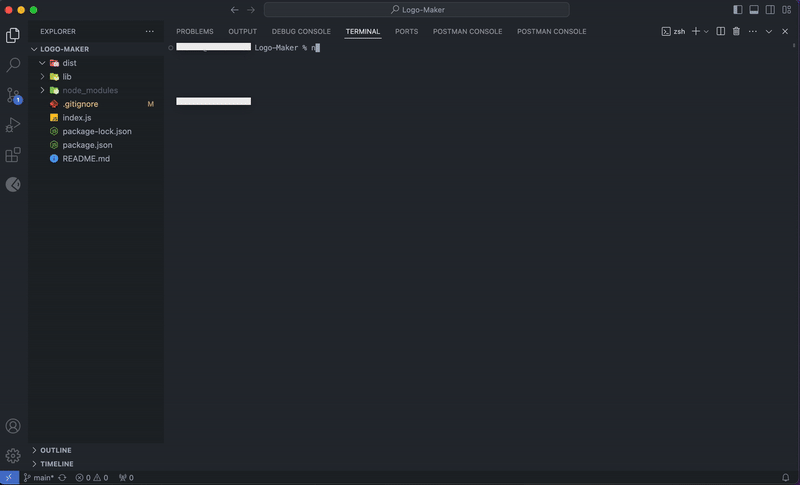 Logo-Maker
EXPLORER
PROBLEMS OUTPUT DEBUG CONSOLE TERMINAL PORTS POSTMAN CONSOLE POSTMAN CONSOLE
zsh
LOGO-MAKER
Logo-Maker % n
dist
lib
node_modules
.gitignore M
index.js
package-lock.json
package.json
README.md
1
OUTLINE
TIMELINE
main* 0 0 0